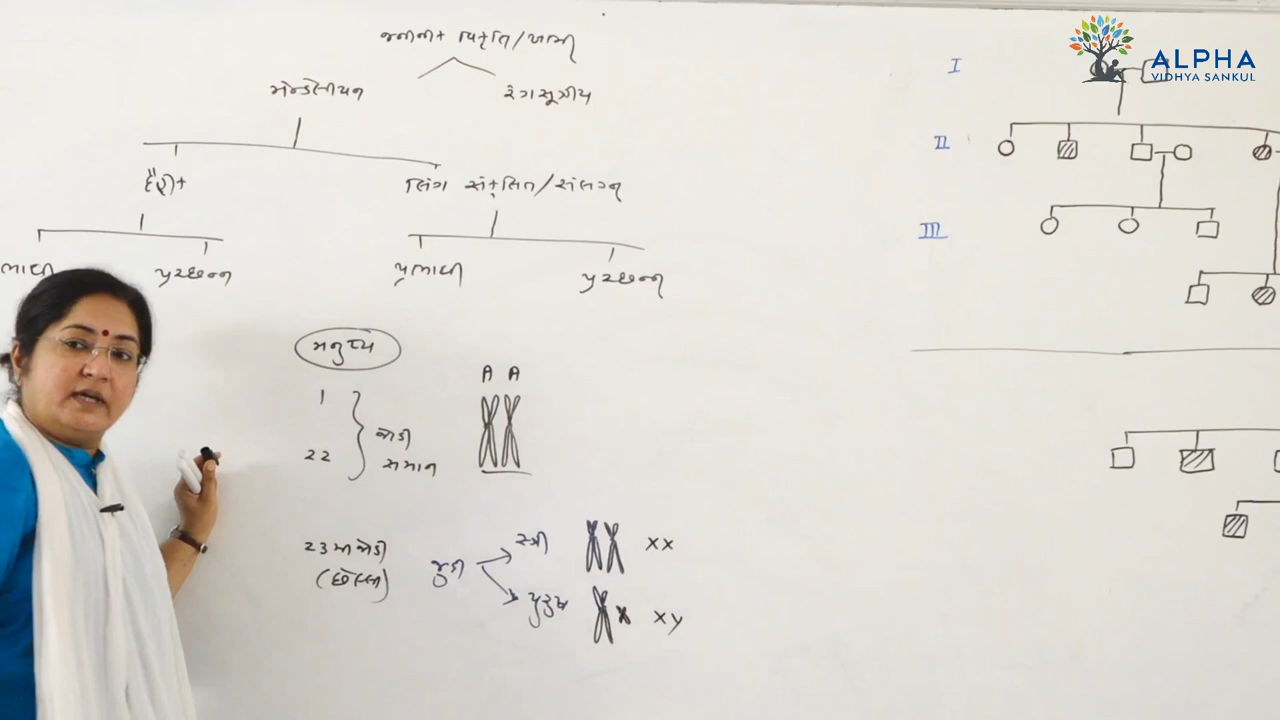 જનીનિક વિકૃતિ/ખામી
મેન્ડેલીયન
રંગસૂત્રીય
દૈહીક
લિંગ સંકલિત/સંલગ્ન
પ્રભાવી
પ્રચ્છન્ન
પ્રભાવી
પ્રચ્છન્ન
મનુષ્ય
1
22
જોડી
સમાન
A A
23મી જોડી
(છેલ્લી)
જુદી
સ્ત્રી
xx
પુરુષ
xy
I
II
III
ALPHA
VIDHYA SANKUL